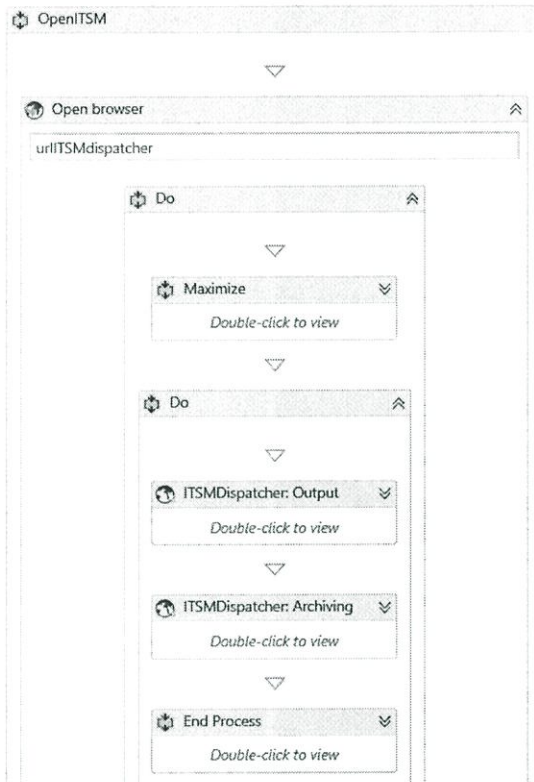 OpenITSM
Open browser
urlITSMdispatcher
Do
Maximize
Double-click to view
Do
ITSMDispatcher: Output
Double-click to view
ITSMDispatcher: Archiving
Double-click to view
End Process
Double-click to view